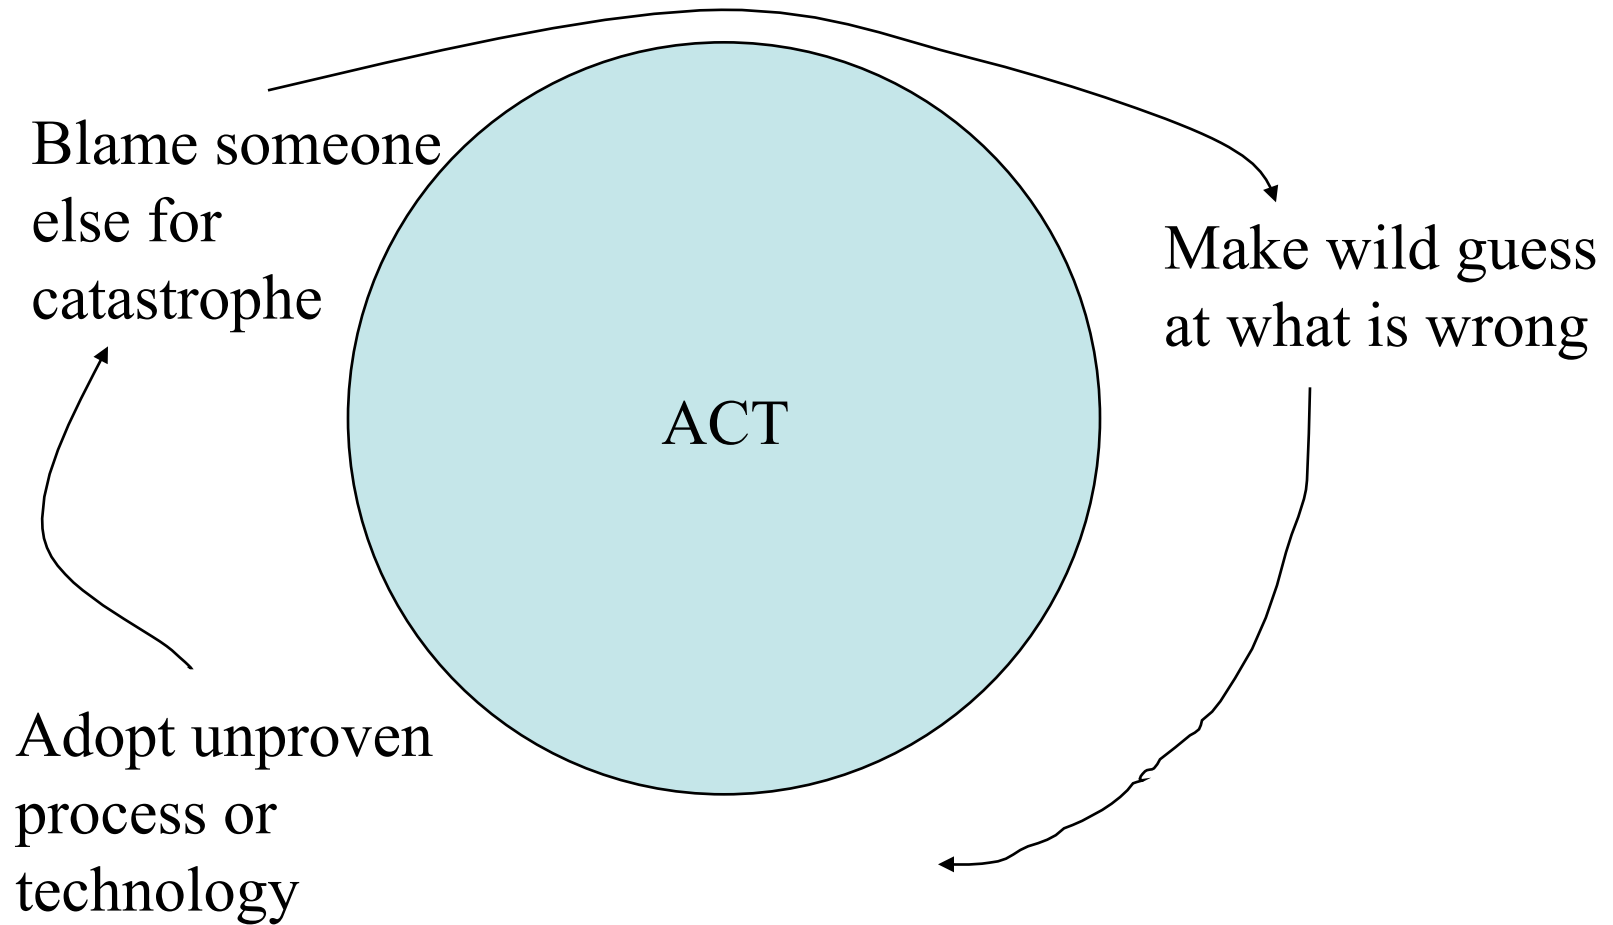 Blame someone
else for
catastrophe
Make wild guess
at what is wrong
ACT
Adopt unproven
process or
technology